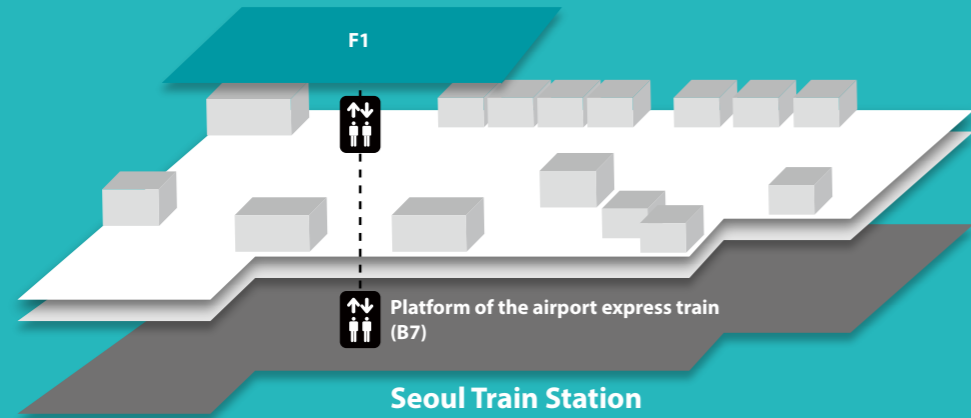 F1
Platform of the airport express train
(B7)
Seoul Train Station